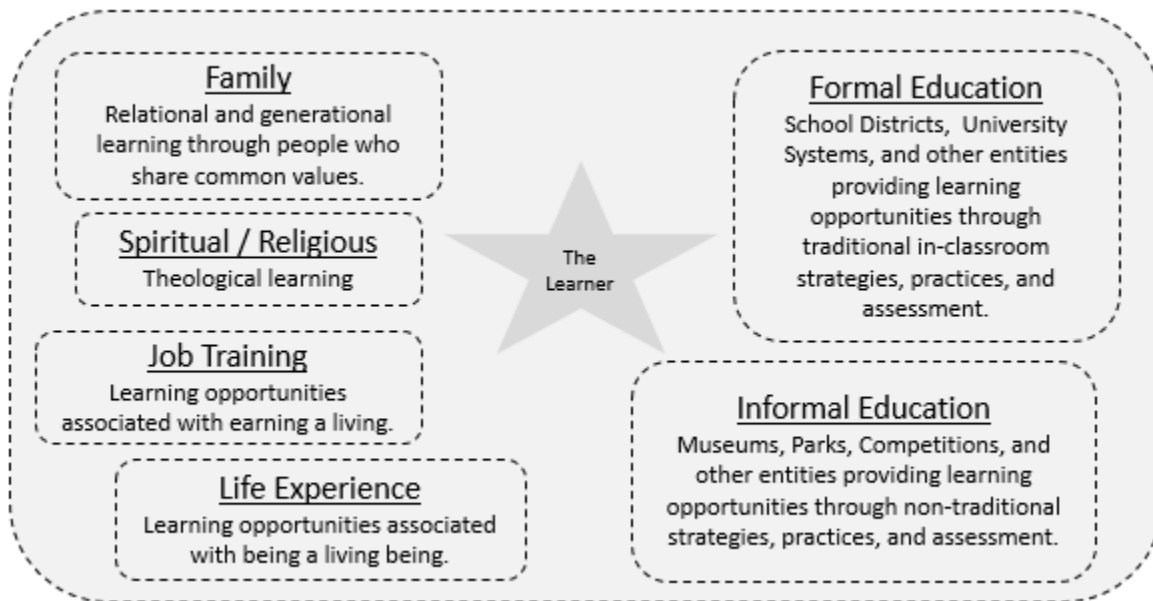 Family
Relational and generational
learning through people who
share common values.
Spiritual / Religious
Theological learning
Job Training
Learning opportunities
associated with earning a living.
Life Experience
Learning opportunities associated
with being a living being.
The
Learner
Formal Education
School Districts, University
Systems, and other entities
providing learning
opportunities through
traditional in-classroom
strategies, practices, and
assessment.
Informal Education
Museums, Parks, Competitions, and
other entities providing learning
opportunities through non-traditional
strategies, practices, and assessment.